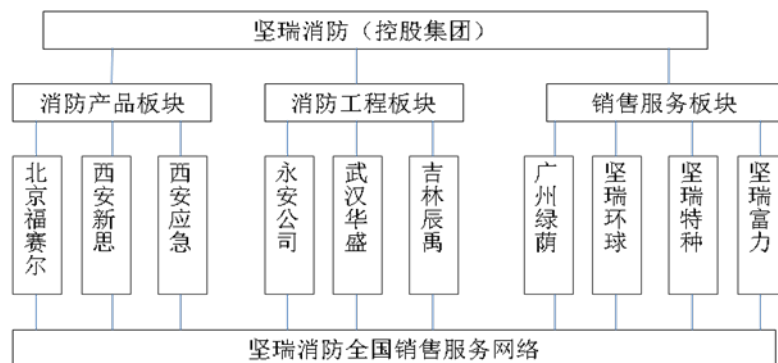 坚瑞消防（控股集团）
消防产品板块
消防工程板块
销售服务板块
北京福赛尔
西安新思
西安应急
永安公司
武汉华盛
吉林辰禹
广州绿荫
坚瑞环球
坚瑞特种
坚瑞富力
坚瑞消防全国销售服务网络